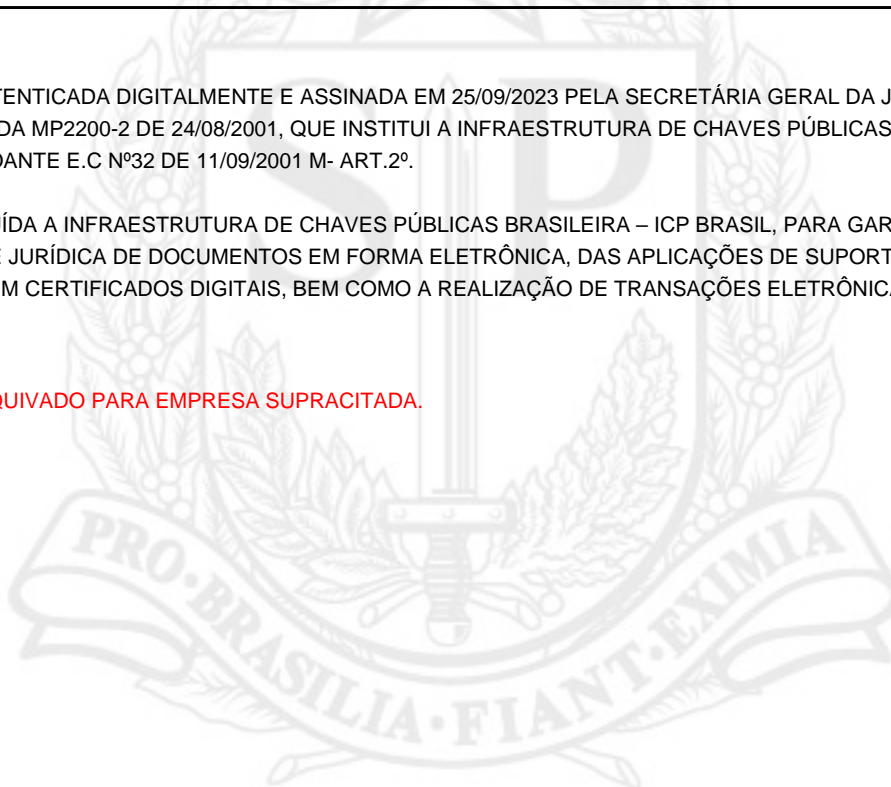 TENTICADA DIGITALMENTE E ASSINADA EM 25/09/2023 PELA SECRETÁRIA GERAL DA J
DA MP2200-2 DE 24/08/2001, QUE INSTITUI A INFRAESTRUTURA DE CHAVES PÚBLICAS
DANTE E.C Nº32 DE 11/09/2001 M- ART.2º.
ÍDA A INFRAESTRUTURA DE CHAVES PÚBLICAS BRASILEIRA – ICP BRASIL, PARA GAR
E JURÍDICA DE DOCUMENTOS EM FORMA ELETRÔNICA, DAS APLICAÇÕES DE SUPORT
M CERTIFICADOS DIGITAIS, BEM COMO A REALIZAÇÃO DE TRANSAÇÕES ELETRÔNICA
QUIVADO PARA EMPRESA SUPRACITADA.
SP
PRO·BRASILIA·FIANT·EXIMIA